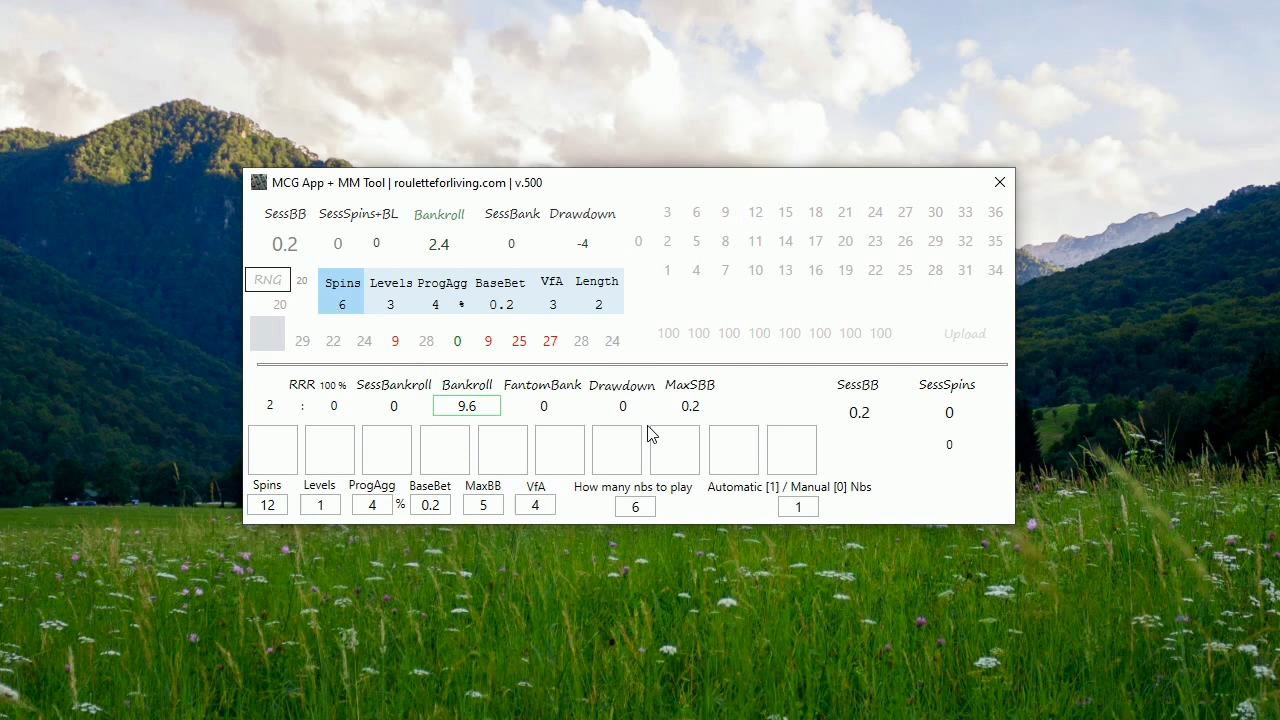 MCG App + MM Tool | rouletteforliving.com | v.500
SessBB SessSpins+BL Bankroll SessBank Drawdown
0.2 0 0 2.4 0 -4
3 6 9 12 15 18 21 24 27 30 33 36
0 2 5 8 11 14 17 20 23 26 29 32 35
1 4 7 10 13 16 19 22 25 28 31 34
RNG 20
20
Spins Levels ProgAgg BaseBet VfA Length
6 3 4 % 0.2 3 2
29 22 24 9 28 0 9 25 27 28 24
100 100 100 100 100 100 100 100 Upload
RRR 100 % SessBankroll Bankroll FantomBank Drawdown MaxSBB SessBB SessSpins
2 : 0 0 9.6 0 0 0.2 0.2 0
0
Spins Levels ProgAgg BaseBet MaxBB VfA How many nbs to play Automatic [1] / Manual [0] Nbs
12 1 4 % 0.2 5 4 6 1